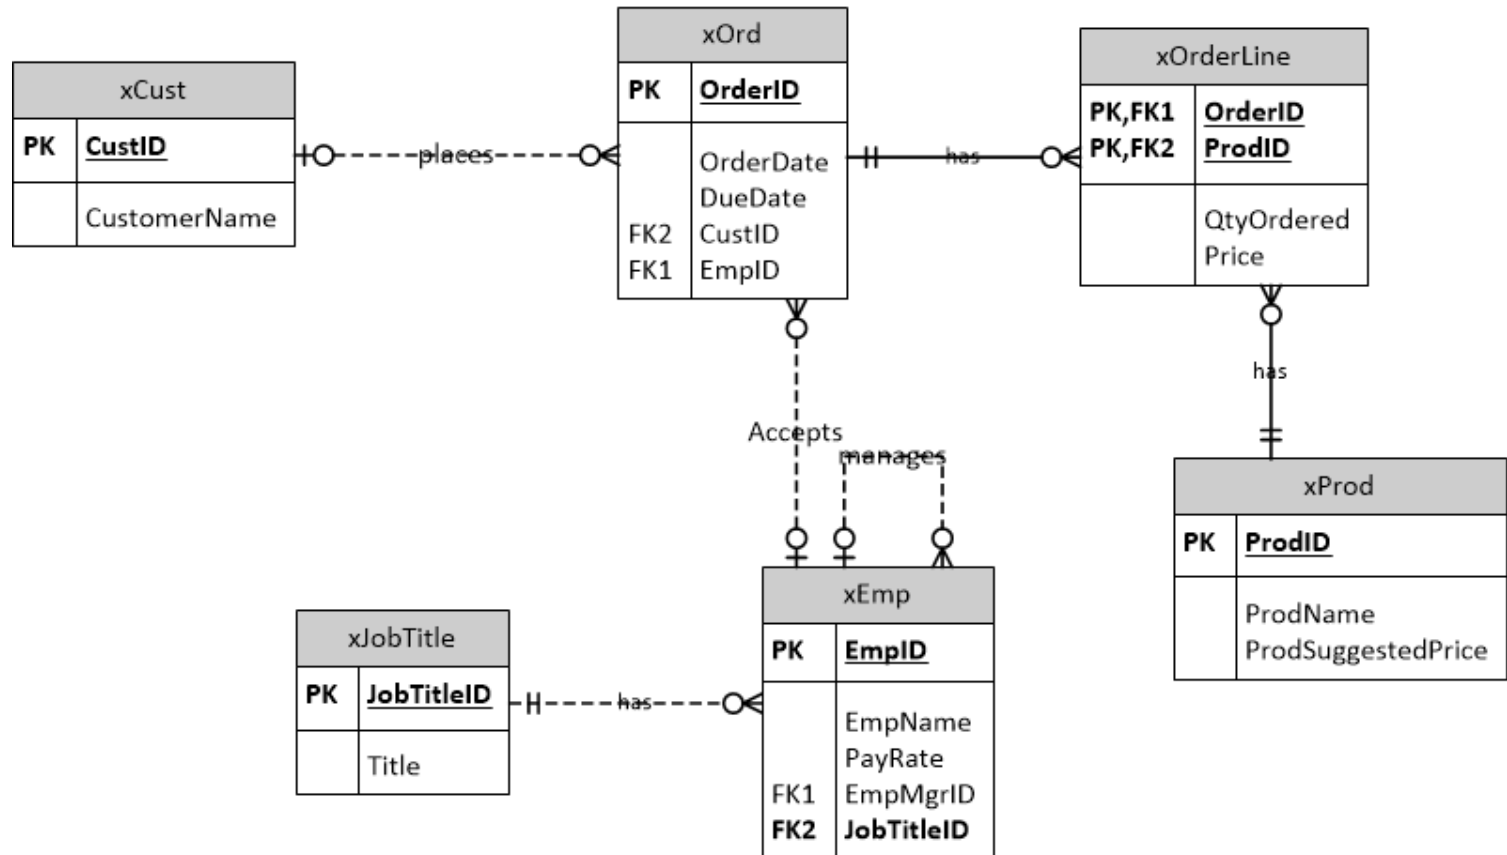 xCust
PK CustID
CustomerName
places
xOrd
PK OrderID
OrderDate
DueDate
FK2 CustID
FK1 EmpID
has
xOrderLine
PK,FK1 OrderID
PK,FK2 ProdID
QtyOrdered
Price
has
Accepts
manages
xProd
PK ProdID
ProdName
ProdSuggestedPrice
xJobTitle
PK JobTitleID
Title
has
xEmp
PK EmpID
EmpName
PayRate
FK1 EmpMgrID
FK2 JobTitleID